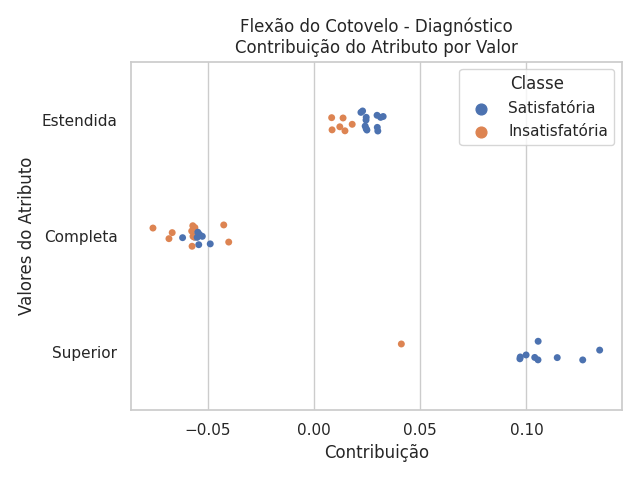 Flexão do Cotovelo - Diagnóstico
Contribuição do Atributo por Valor
Classe
Satisfatória
Insatisfatória
Valores do Atributo
Estendida
Completa
Superior
−0.05
0.00
0.05
0.10
Contribuição